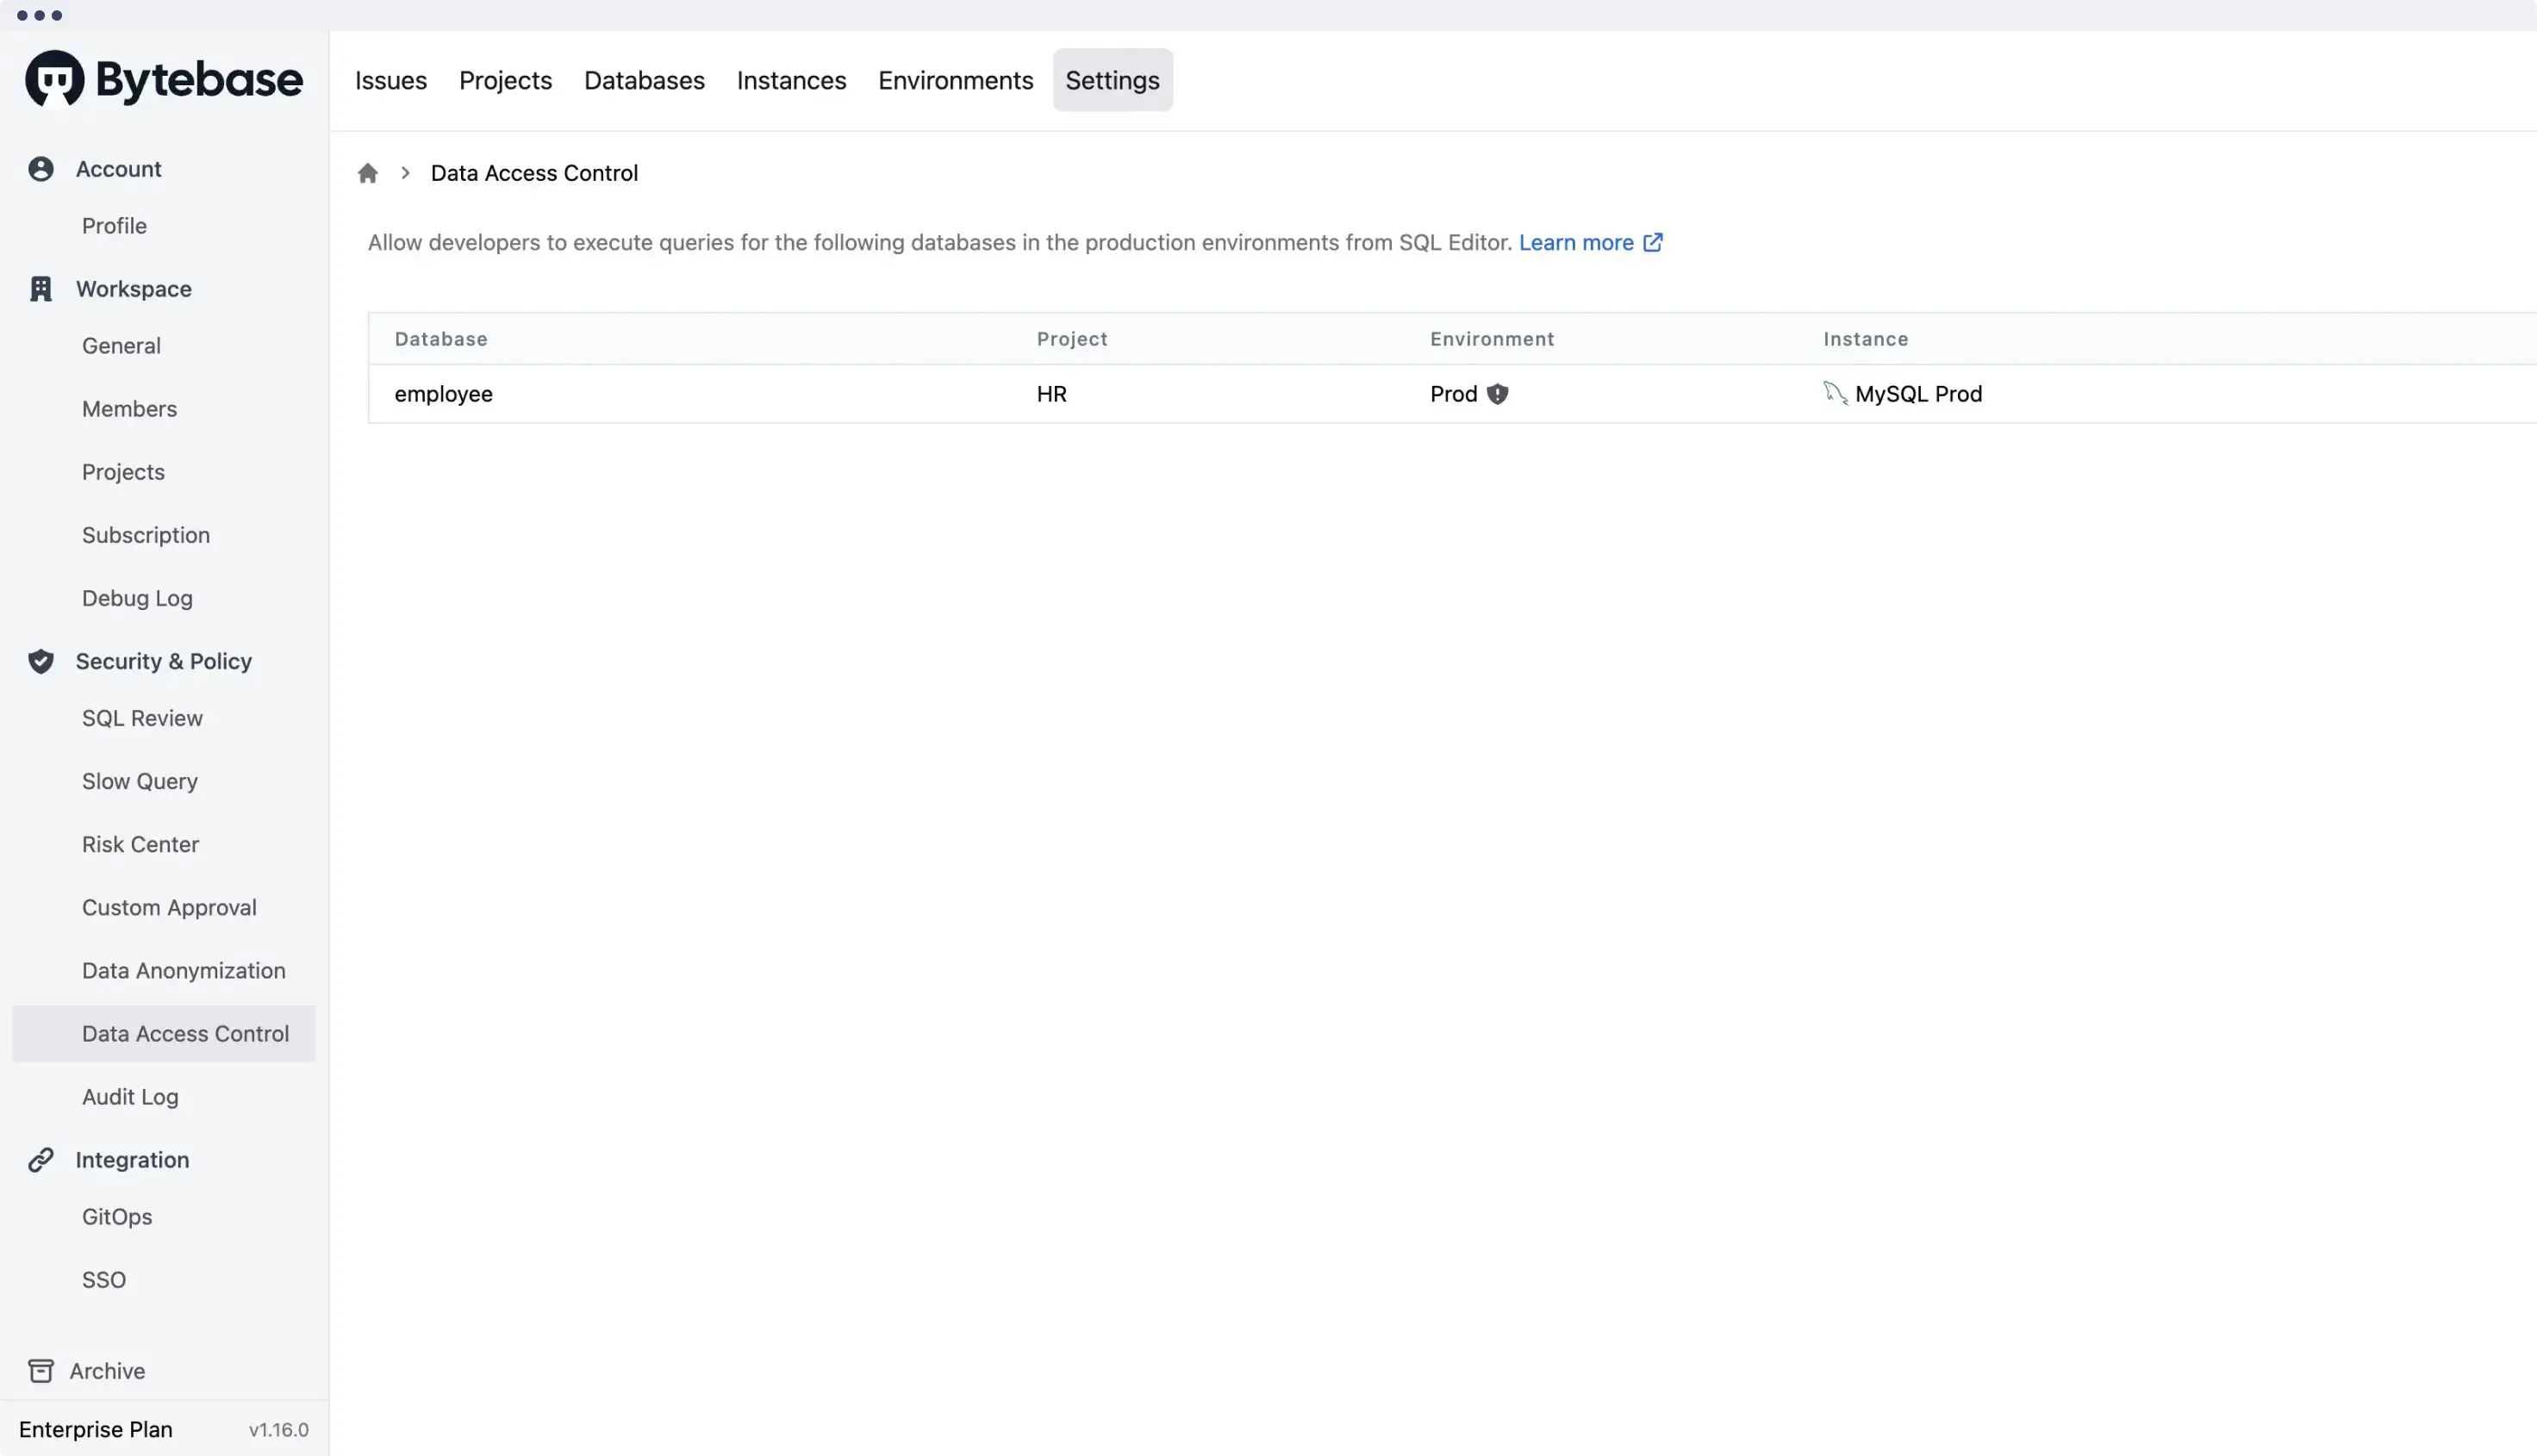 Bytebase
Issues Projects Databases Instances Environments Settings
Account
Profile
Workspace
General
Members
Projects
Subscription
Debug Log
Security & Policy
SQL Review
Slow Query
Risk Center
Custom Approval
Data Anonymization
Data Access Control
Audit Log
Integration
GitOps
SSO
Archive
Enterprise Plan v1.16.0
Data Access Control
Allow developers to execute queries for the following databases in the production environments from SQL Editor. Learn more
Database Project Environment Instance
employee HR Prod MySQL Prod